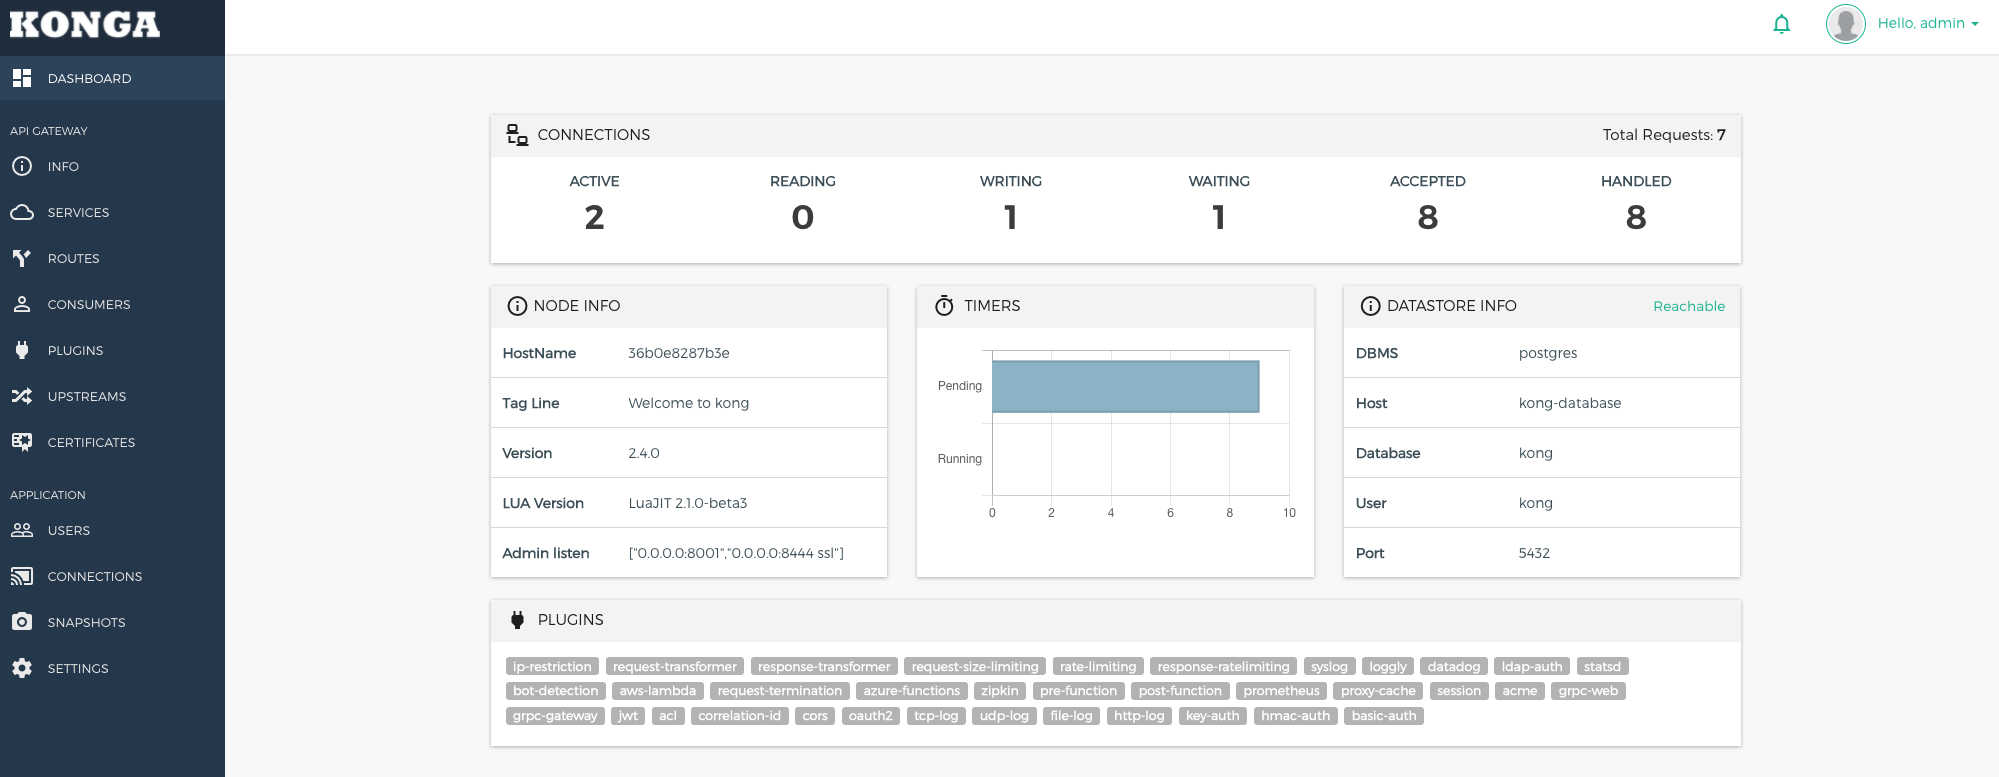 KONGA
Hello, admin
DASHBOARD
API GATEWAY
INFO
SERVICES
ROUTES
CONSUMERS
PLUGINS
UPSTREAMS
CERTIFICATES
APPLICATION
USERS
CONNECTIONS
SNAPSHOTS
SETTINGS
CONNECTIONS Total Requests: 7
ACTIVE READING WRITING WAITING ACCEPTED HANDLED
2 0 1 1 8 8
NODE INFO
HostName 36b0e8287b3e
Tag Line Welcome to kong
Version 2.4.0
LUA Version LuaJIT 2.1.0-beta3
Admin listen ["0.0.0.0:8001","0.0.0.0:8444 ssl"]
TIMERS
Pending
Running
0 2 4 6 8 10
DATASTORE INFO Reachable
DBMS postgres
Host kong-database
Database kong
User kong
Port 5432
PLUGINS
ip-restriction request-transformer response-transformer request-size-limiting rate-limiting response-ratelimiting syslog loggly datadog ldap-auth statsd
bot-detection aws-lambda request-termination azure-functions zipkin pre-function post-function prometheus proxy-cache session acme grpc-web
grpc-gateway jwt acl correlation-id cors oauth2 tcp-log udp-log file-log http-log key-auth hmac-auth basic-auth